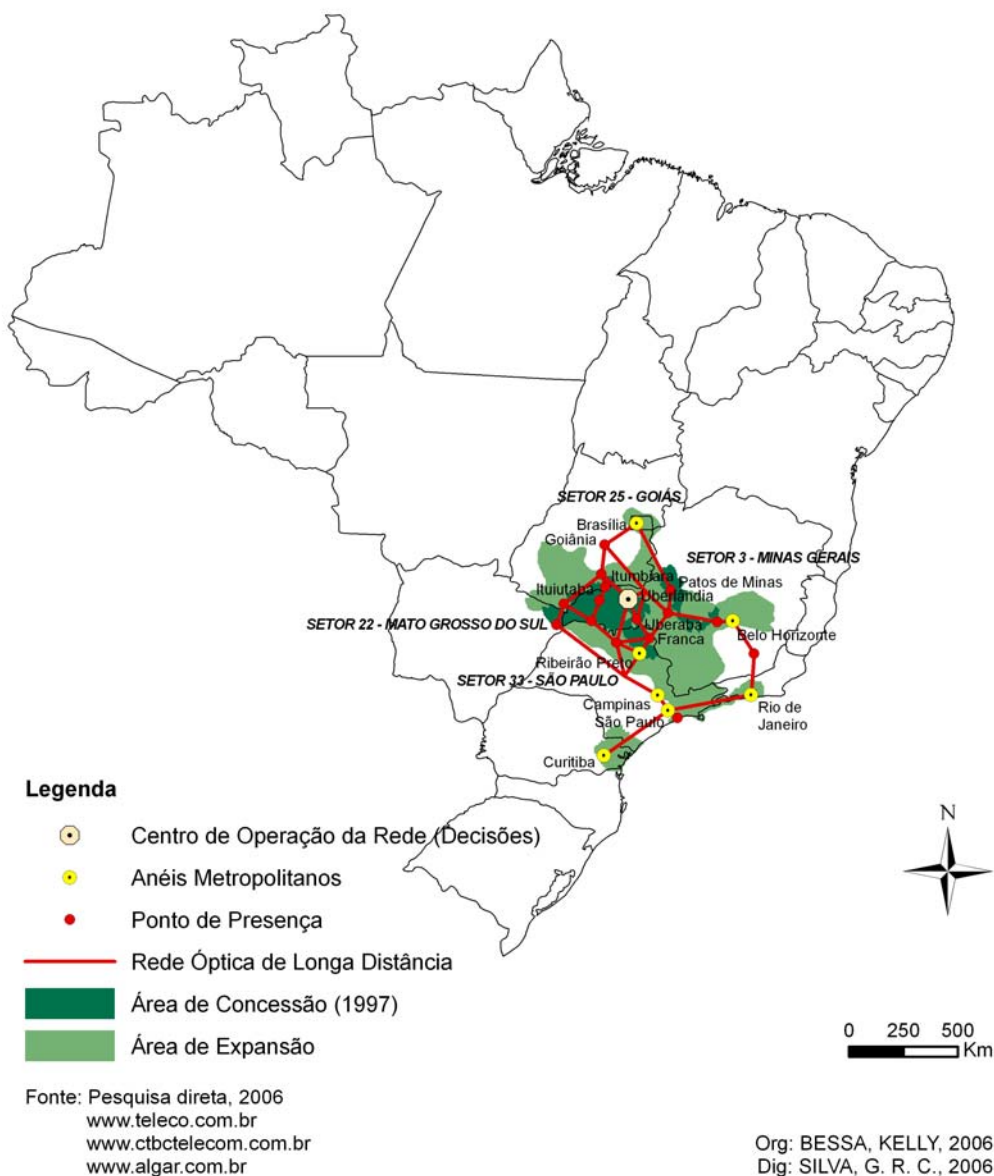 SETOR 25 - GOIÁS
Brasília
Goiânia
SETOR 3 - MINAS GERAIS
Itumbiara
Patos de Minas
Ituiutaba
Uberlândia
SETOR 22 - MATO GROSSO DO SUL
Uberaba
Belo Horizonte
Franca
Ribeirão Preto
SETOR 33 - SÃO PAULO
Campinas
São Paulo
Rio de
Janeiro
Curitiba
Legenda
Centro de Operação da Rede (Decisões)
Anéis Metropolitanos
Ponto de Presença
Rede Óptica de Longa Distância
Área de Concessão (1997)
Área de Expansão
N
0 250 500
Km
Fonte: Pesquisa direta, 2006
www.teleco.com.br
www.ctbctelecom.com.br
www.algar.com.br
Org: BESSA, KELLY, 2006
Dig: SILVA, G. R. C., 2006